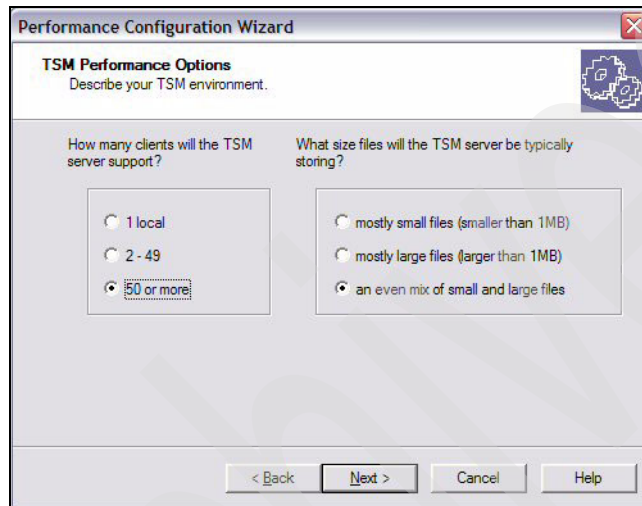 Performance Configuration Wizard
TSM Performance Options
Describe your TSM environment.
How many clients will the TSM
server support?
1 local
2 - 49
50 or more
What size files will the TSM server be typically
storing?
mostly small files (smaller than 1MB)
mostly large files (larger than 1MB)
an even mix of small and large files
< Back
Next >
Cancel
Help